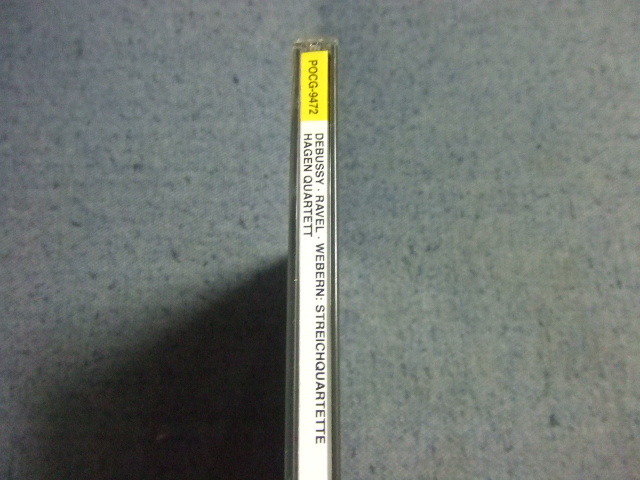 POCG-9472
DEBUSSY · RAVEL · WEBERN: STREICHQUARTETTE
HAGEN QUARTETT